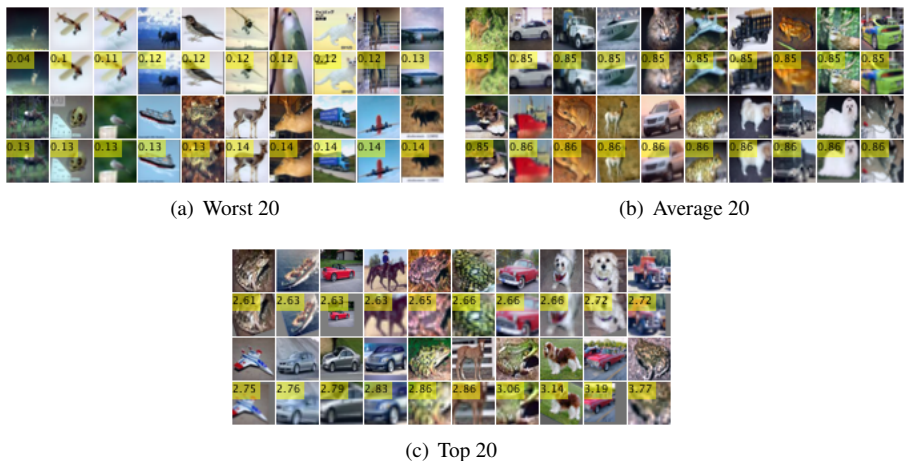 0.04 0.1 0.11 0.12 0.12 0.12 0.12 0.12 0.12 0.13
0.13 0.13 0.13 0.13 0.13 0.14 0.14 0.14 0.14 0.14
(a) Worst 20
0.85 0.85 0.85 0.85 0.85 0.85 0.85 0.85 0.85 0.85
0.85 0.86 0.86 0.86 0.86 0.86 0.86 0.86 0.86 0.86
(b) Average 20
2.61 2.63 2.63 2.63 2.65 2.66 2.66 2.66 2.72 2.72
2.75 2.76 2.79 2.83 2.86 2.86 3.06 3.14 3.19 3.77
(c) Top 20